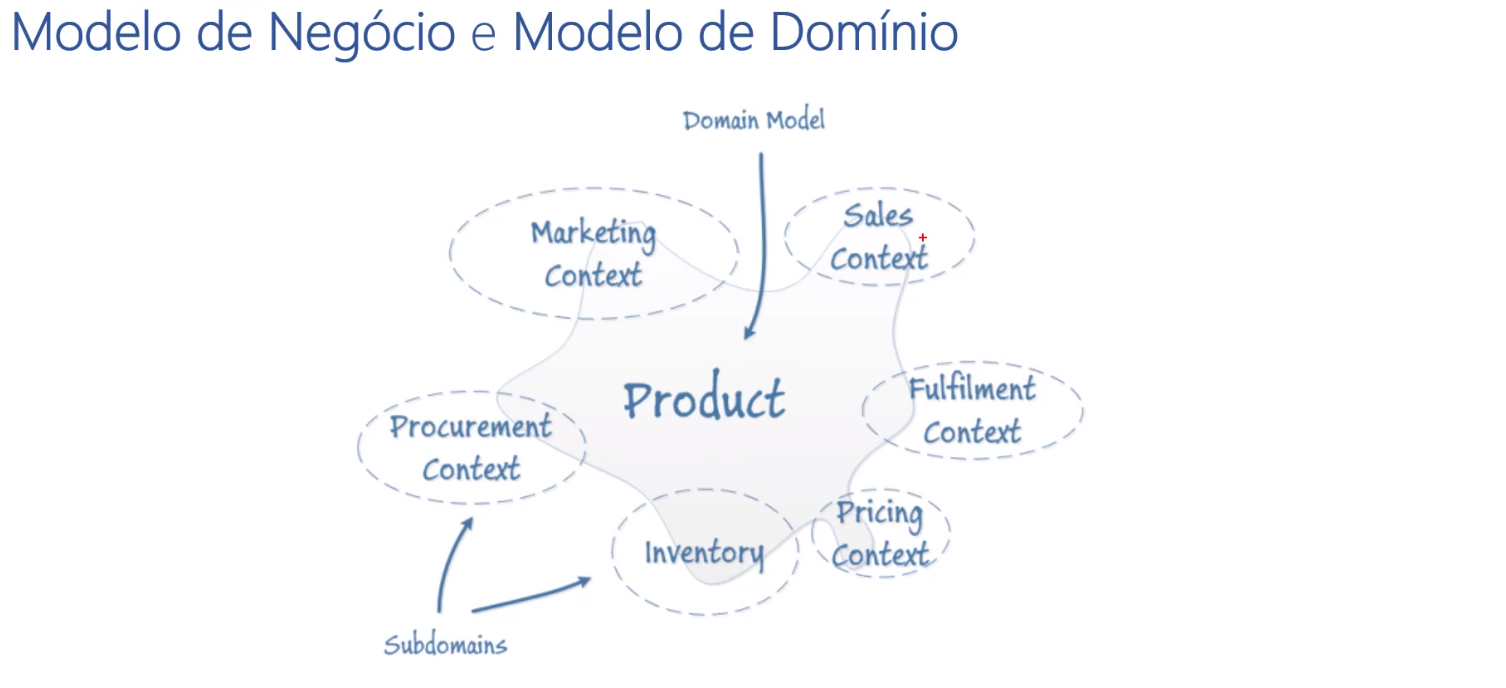 Modelo de Negócio e Modelo de Domínio
Domain Model
Marketing
Context
Sales
Context
Product
Fulfilment
Context
Procurement
Context
Pricing
Context
Inventory
Subdomains